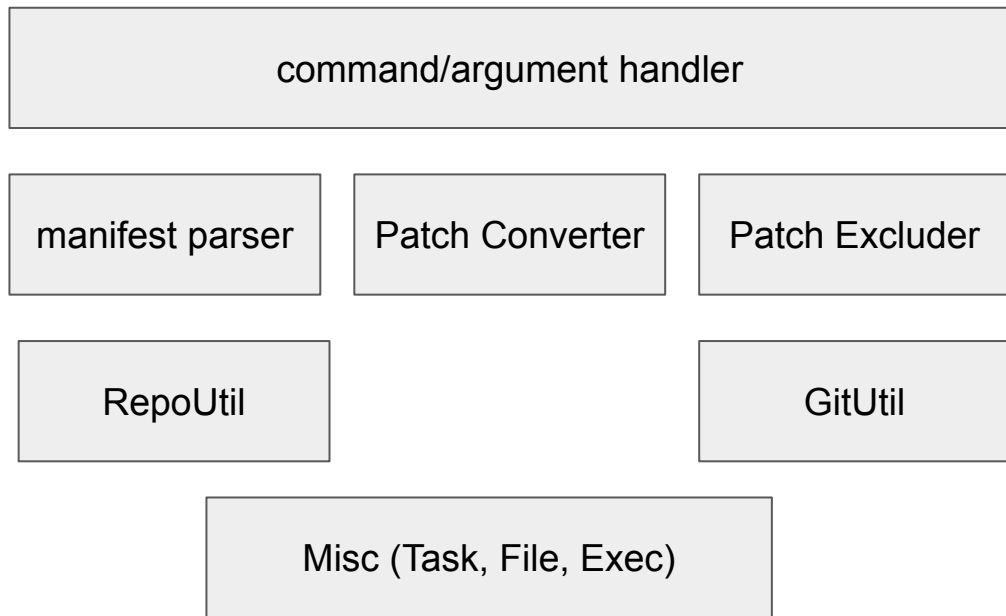 command/argument handler
manifest parser
Patch Converter
Patch Excluder
RepoUtil
GitUtil
Misc (Task, File, Exec)